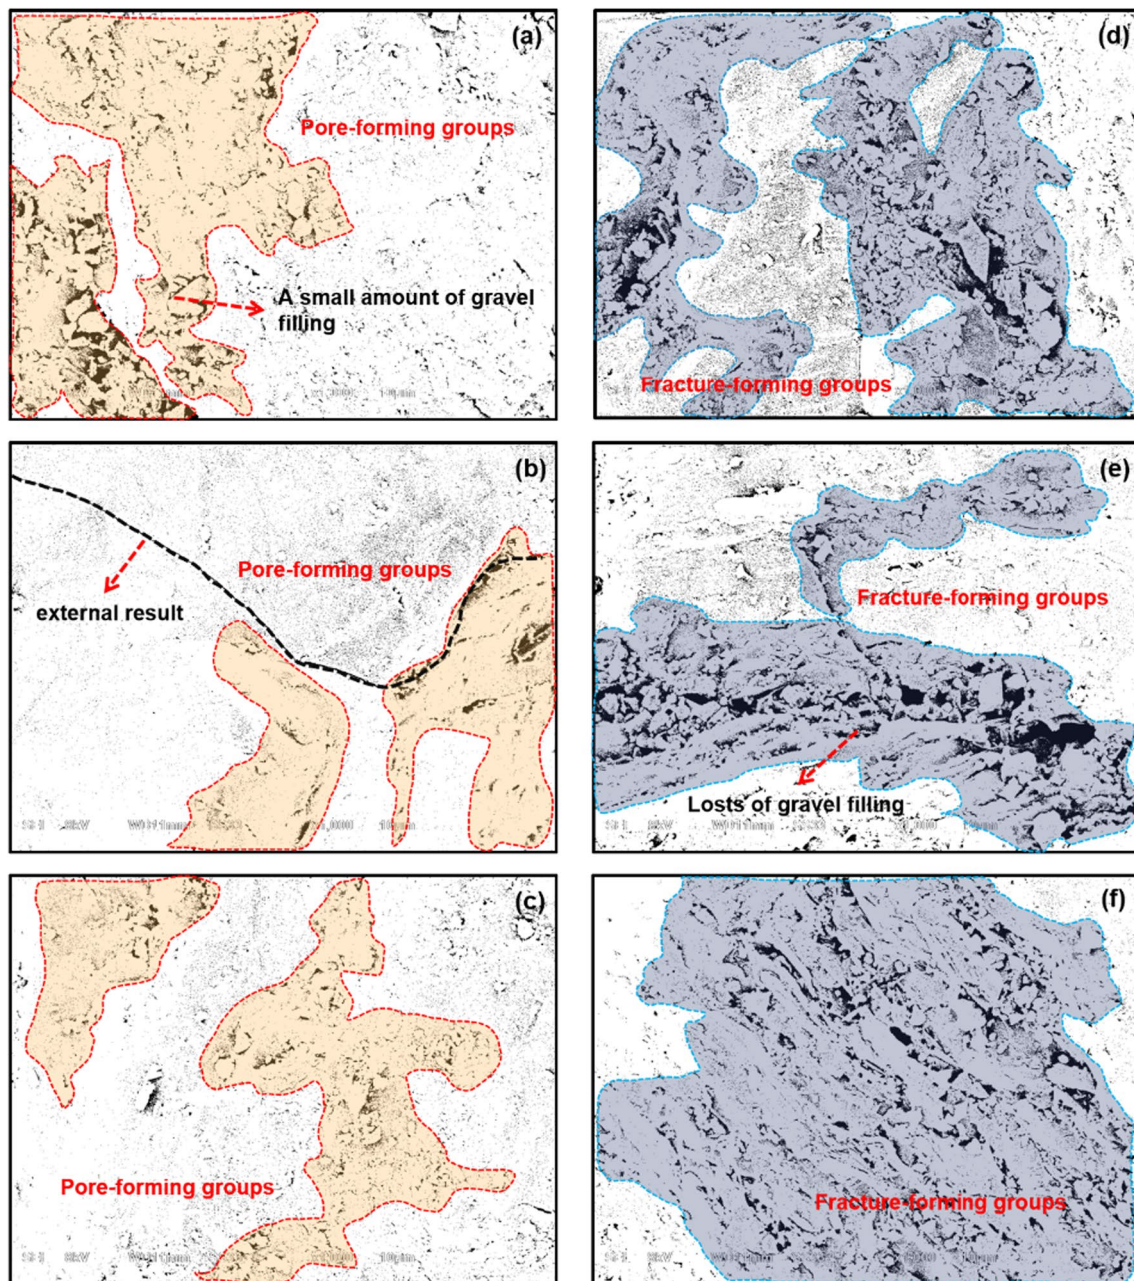 (a)
Pore-forming groups
A small amount of gravel
filling
(b)
Pore-forming groups
external result
(c)
Pore-forming groups
(d)
Fracture-forming groups
(e)
Fracture-forming groups
Losts of gravel filling
(f)
Fracture-forming groups